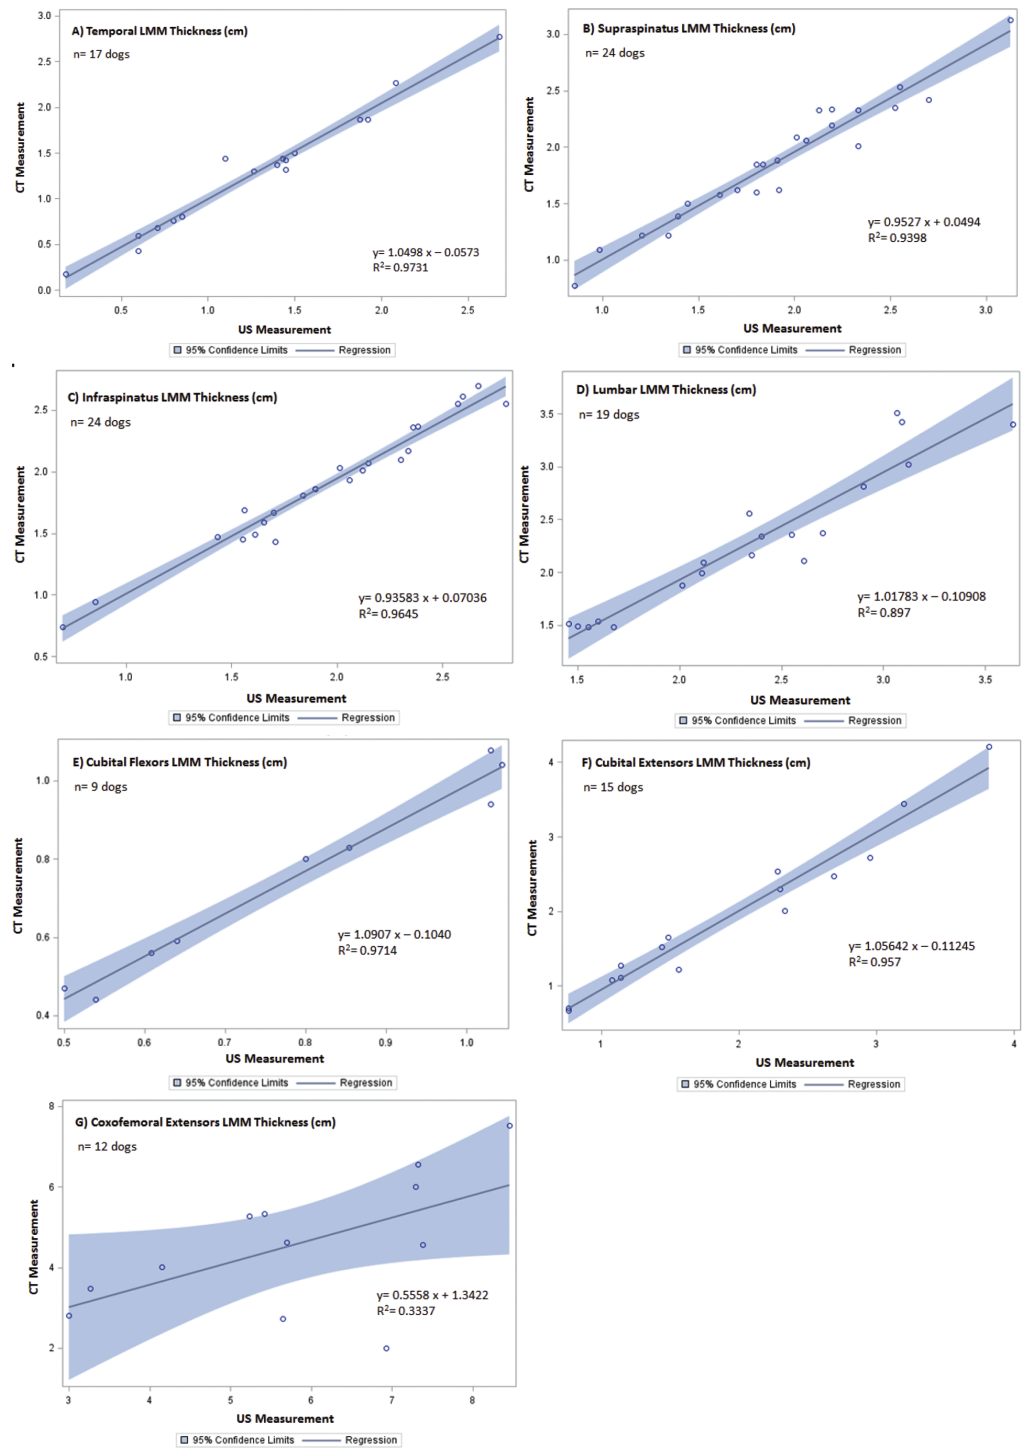 A) Temporal LMM Thickness (cm)
n= 17 dogs
CT Measurement
3.0
2.5
2.0
1.5
1.0
0.5
0.0
y= 1.0498 x − 0.0573
R²= 0.9731
0.5 1.0 1.5 2.0 2.5
US Measurement
95% Confidence Limits Regression
B) Supraspinatus LMM Thickness (cm)
n= 24 dogs
CT Measurement
3.0
2.5
2.0
1.5
1.0
y= 0.9527 x + 0.0494
R²= 0.9398
1.0 1.5 2.0 2.5 3.0
US Measurement
95% Confidence Limits Regression
C) Infraspinatus LMM Thickness (cm)
n= 24 dogs
CT Measurement
2.5
2.0
1.5
1.0
0.5
y= 0.93583 x + 0.07036
R²= 0.9645
1.0 1.5 2.0 2.5
US Measurement
95% Confidence Limits Regression
D) Lumbar LMM Thickness (cm)
n= 19 dogs
CT Measurement
3.5
3.0
2.5
2.0
1.5
y= 1.01783 x − 0.10908
R²= 0.897
1.5 2.0 2.5 3.0 3.5
US Measurement
95% Confidence Limits Regression
E) Cubital Flexors LMM Thickness (cm)
n= 9 dogs
CT Measurement
1.0
0.8
0.6
0.4
y= 1.0907 x − 0.1040
R²= 0.9714
0.5 0.6 0.7 0.8 0.9 1.0
US Measurement
95% Confidence Limits Regression
F) Cubital Extensors LMM Thickness (cm)
n= 15 dogs
CT Measurement
4
3
2
1
y= 1.05642 x − 0.11245
R²= 0.957
1 2 3 4
US Measurement
95% Confidence Limits Regression
G) Coxofemoral Extensors LMM Thickness (cm)
n= 12 dogs
CT Measurement
8
6
4
2
y= 0.5558 x + 1.3422
R²= 0.3337
3 4 5 6 7 8
US Measurement
95% Confidence Limits Regression